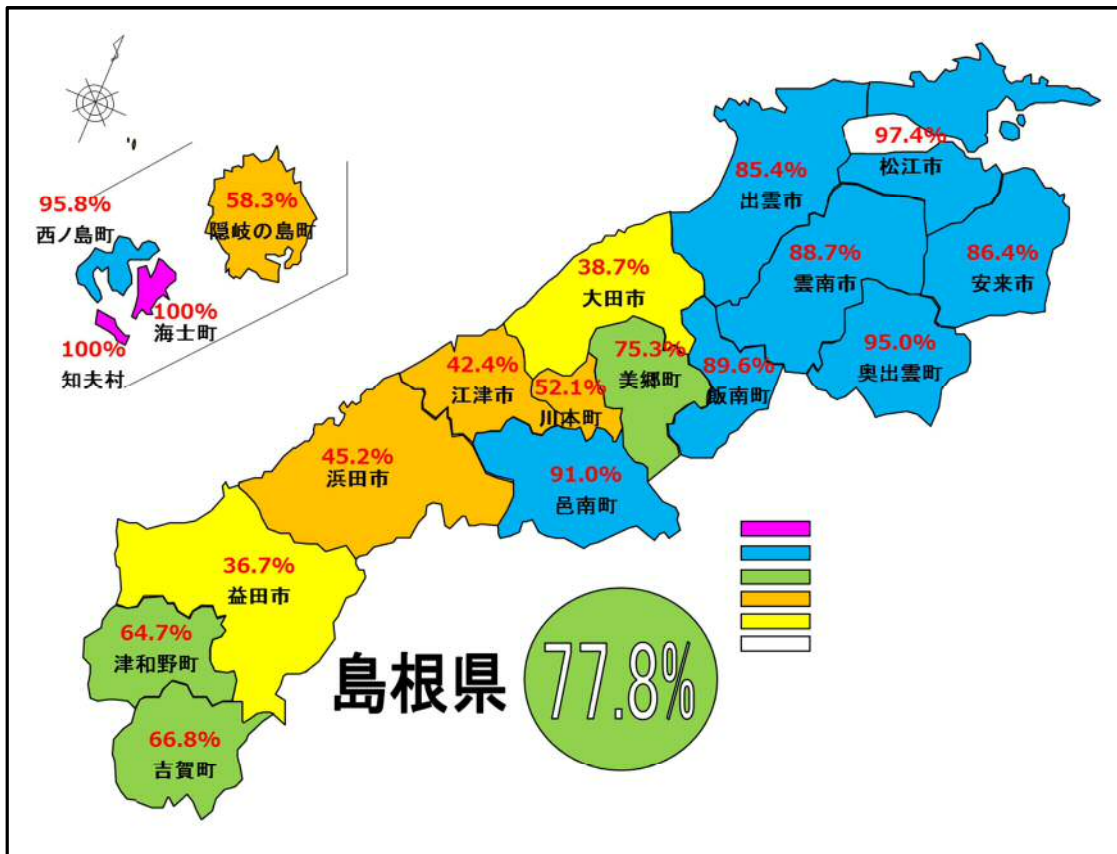 97.4%
松江市
85.4%
出雲市
95.8%
西ノ島町
58.3%
隠岐の島町
88.7%
雲南市
86.4%
安来市
38.7%
大田市
100%
海士町
100%
知夫村
75.3%
美郷町
95.0%
奥出雲町
89.6%
飯南町
42.4%
江津市
52.1%
川本町
45.2%
浜田市
91.0%
邑南町
36.7%
益田市
64.7%
津和野町
島根県
77.8%
66.8%
吉賀町